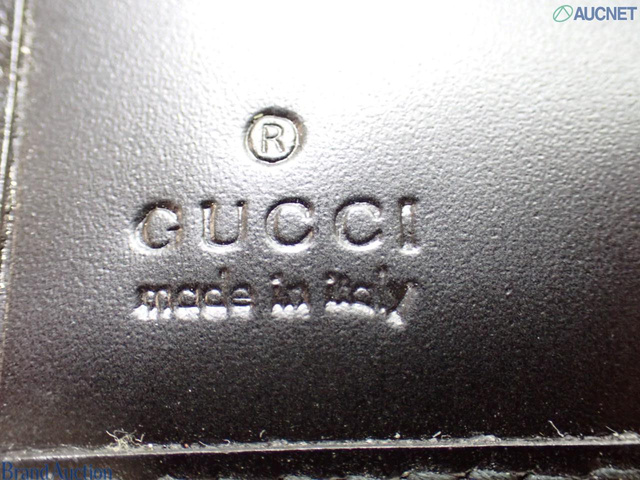 AUCNET
®
GUCCI
made in italy
Brand Auction